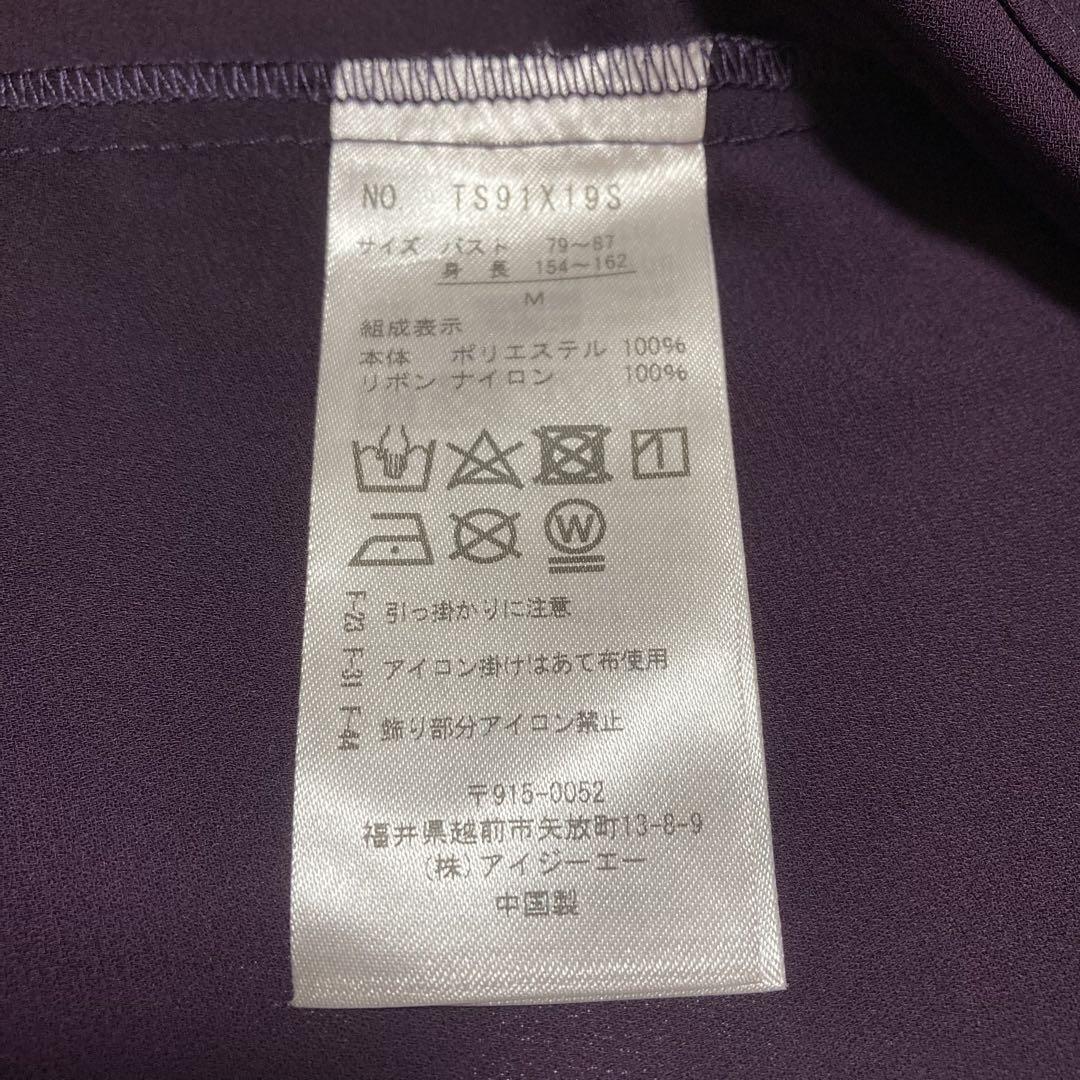 NO. TS91X19S
サイズ バスト 79〜87
身長 154〜162
M
組成表示
本体 ポリエステル 100%
リボン ナイロン 100%
W
F-23 引っ掛かりに注意
F-31 アイロン掛けはあて布使用
F-44 飾り部分アイロン禁止
〒915-0052
福井県越前市矢放町13-8-9
(株)アイジーエー
中国製